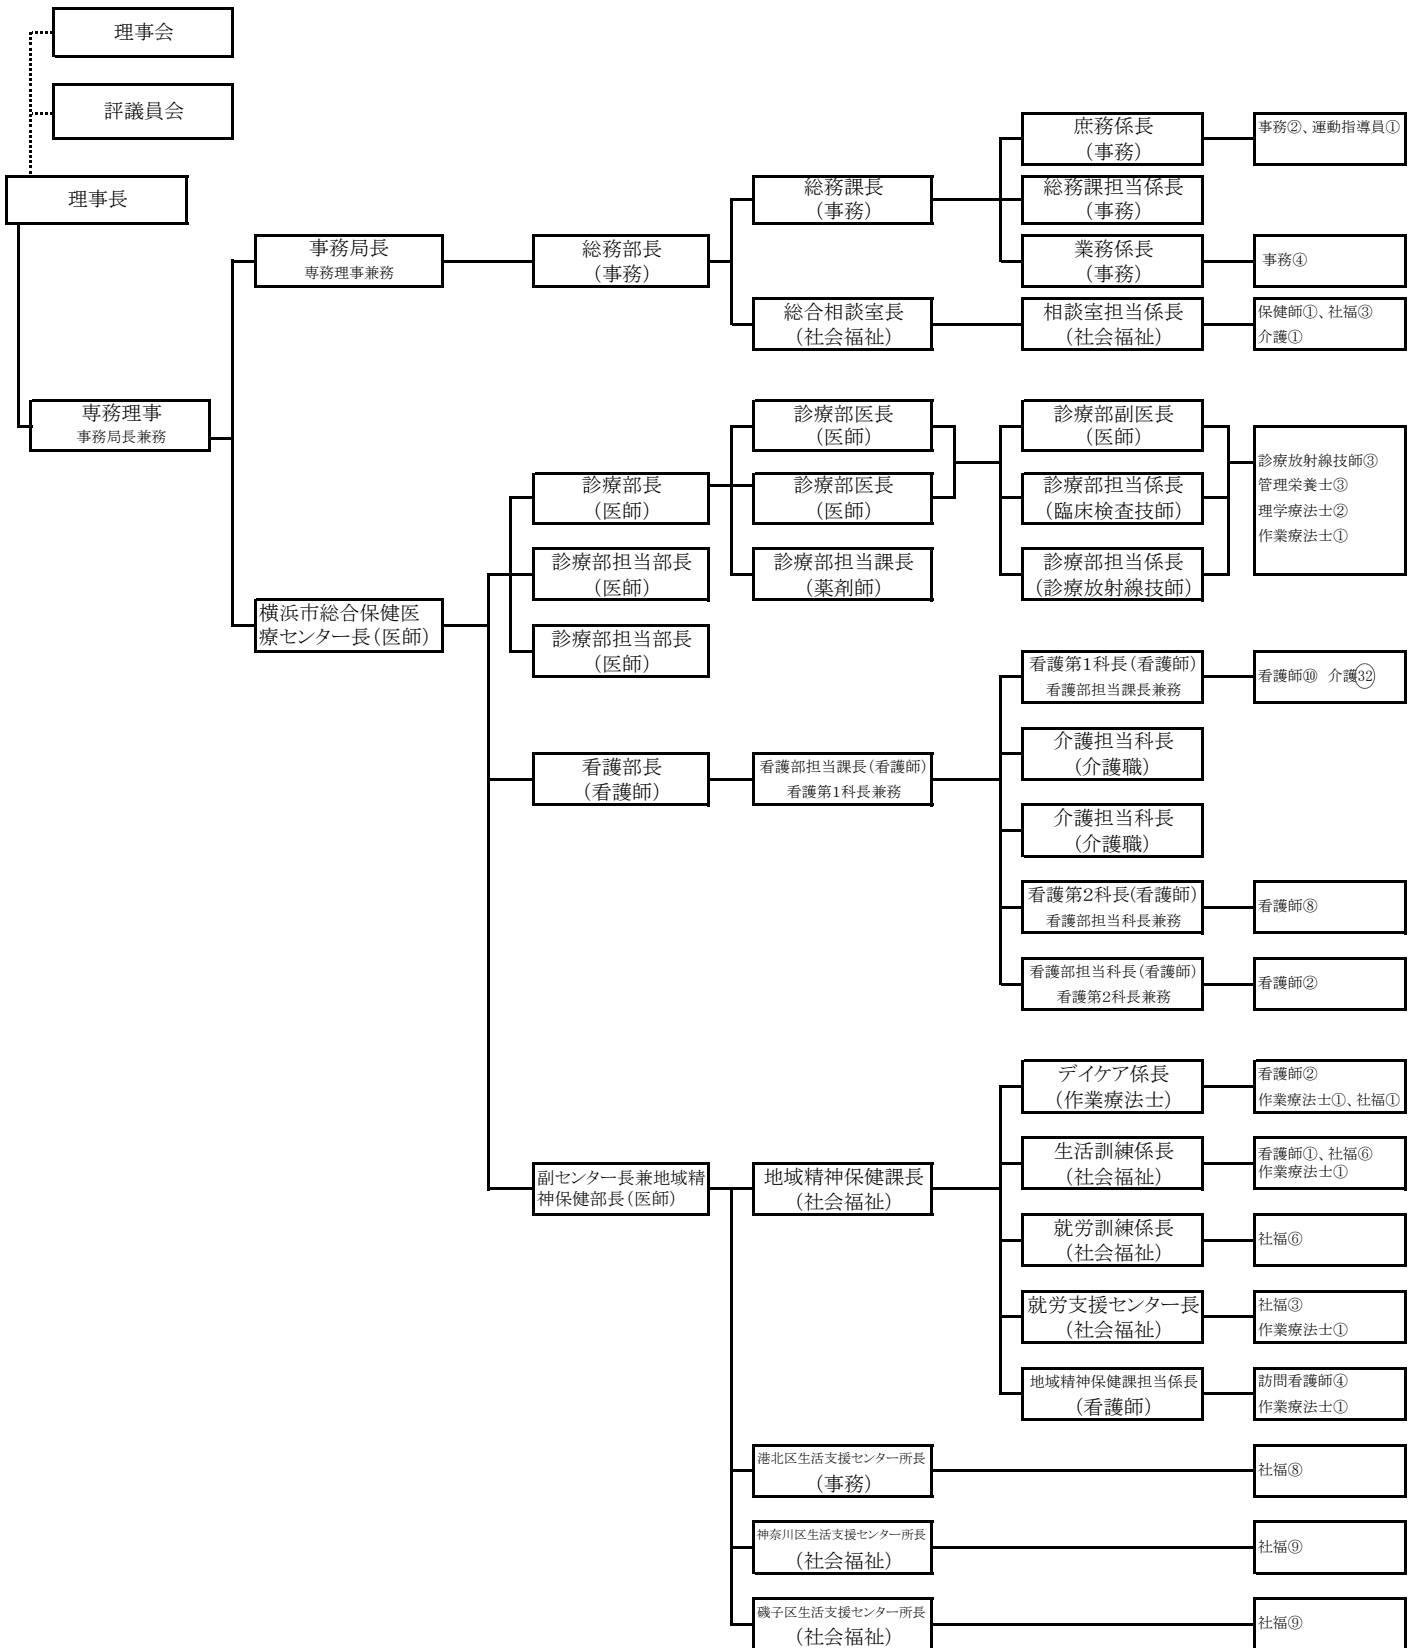 理事会
評議員会
理事長
専務理事
事務局長兼務
事務局長
専務理事兼務
総務部長
（事務）
総務課長
（事務）
庶務係長
（事務）
事務②、運動指導員①
総務課担当係長
（事務）
業務係長
（事務）
事務④
総合相談室長
（社会福祉）
相談室担当係長
（社会福祉）
保健師①、社福③
介護①
横浜市総合保健医
療センター長（医師）
診療部長
（医師）
診療部担当部長
（医師）
診療部担当部長
（医師）
診療部医長
（医師）
診療部医長
（医師）
診療部担当課長
（薬剤師）
診療部副医長
（医師）
診療部担当係長
（臨床検査技師）
診療部担当係長
（診療放射線技師）
診療放射線技師③
管理栄養士③
理学療法士②
作業療法士①
看護部長
（看護師）
看護部担当課長（看護師）
看護第1科長兼務
看護第1科長（看護師）
看護部担当課長兼務
看護師⑩　介護㉜
介護担当科長
（介護職）
介護担当科長
（介護職）
看護第2科長(看護師)
看護部担当科長兼務
看護師⑧
看護部担当科長（看護師）
看護第2科長兼務
看護師②
副センター長兼地域精
神保健部長（医師）
地域精神保健課長
（社会福祉）
デイケア係長
（作業療法士）
看護師②
作業療法士①、社福①
生活訓練係長
（社会福祉）
看護師①、社福⑥
作業療法士①
就労訓練係長
（社会福祉）
社福⑥
就労支援センター長
（社会福祉）
社福③
作業療法士①
地域精神保健課担当係長
（看護師）
訪問看護師④
作業療法士①
港北区生活支援センター所長
（事務）
社福⑧
神奈川区生活支援センター所長
（社会福祉）
社福⑨
磯子区生活支援センター所長
（社会福祉）
社福⑨